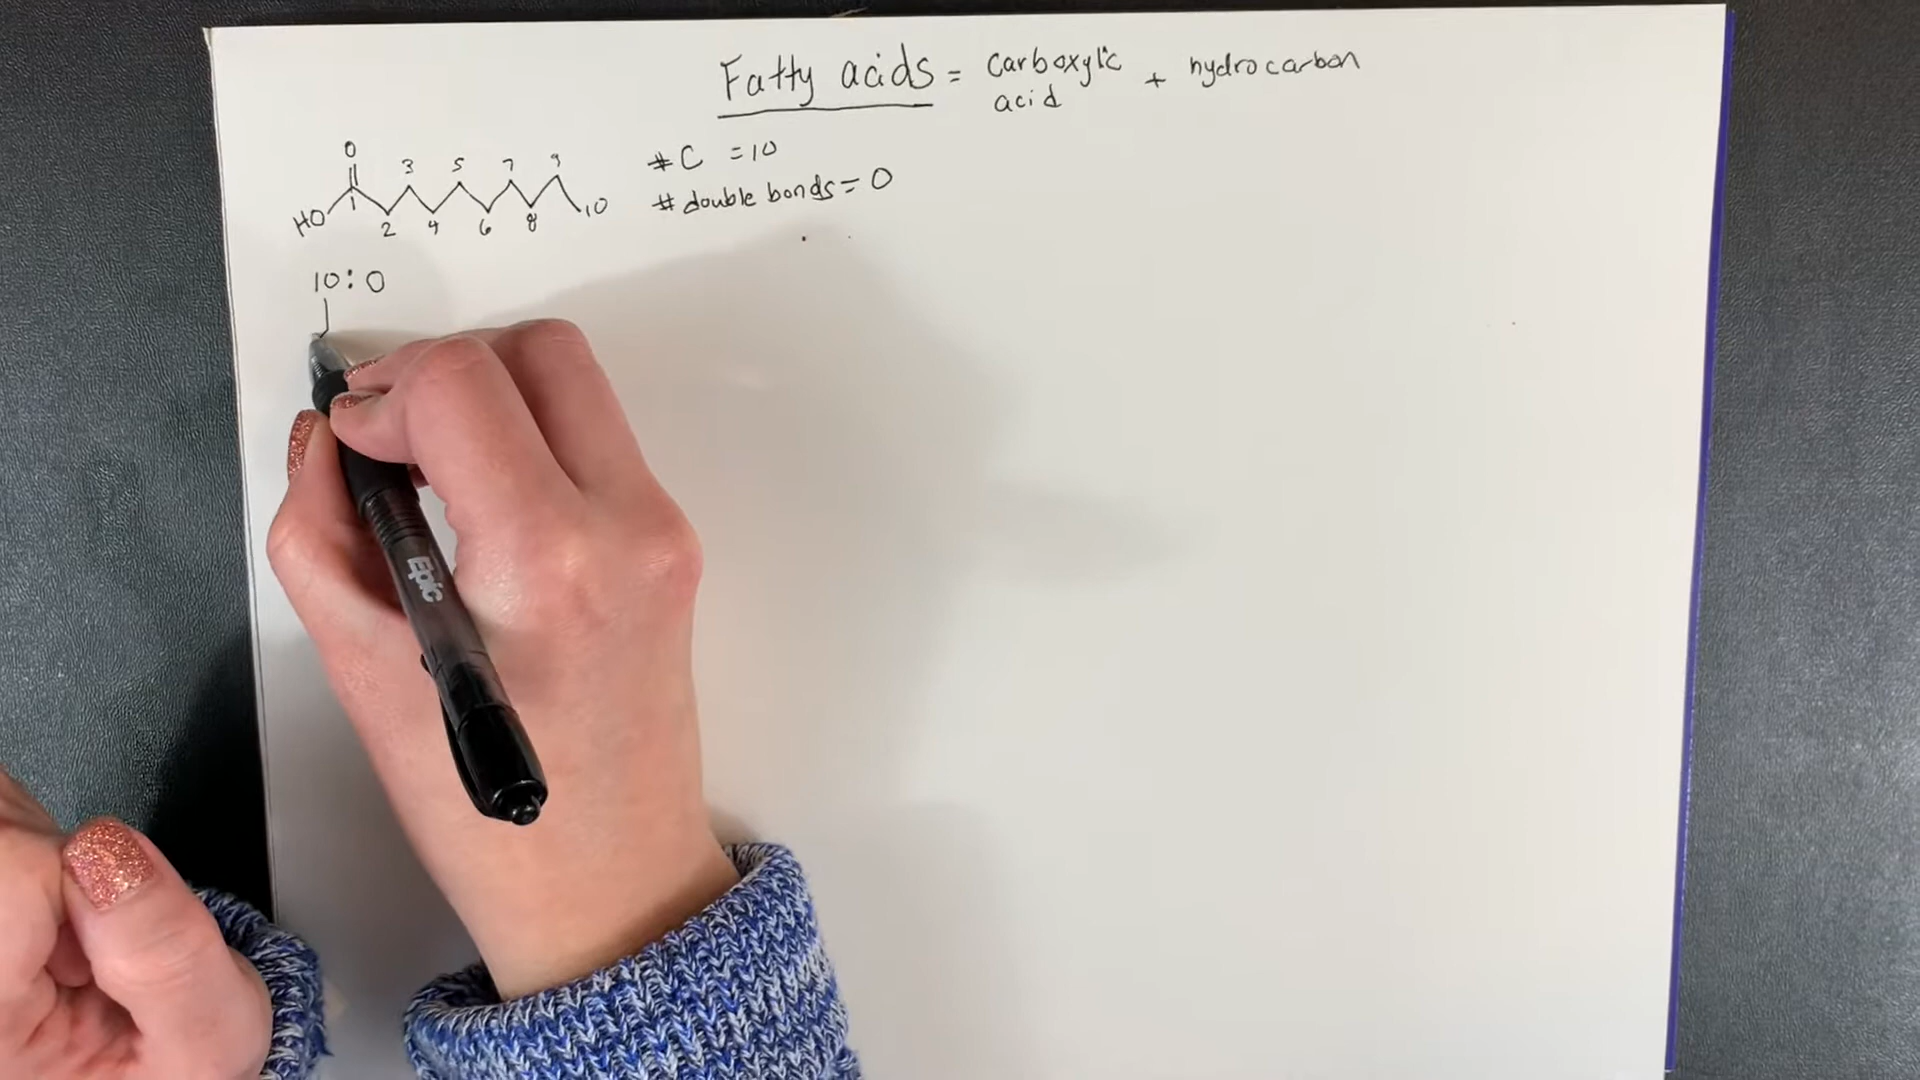 Fatty acids = carboxylic acid + hydrocarbon
O
3 5 7 9
HO 1 10
2 4 6 8
#C = 10
# double bonds = 0
10:0
Epic